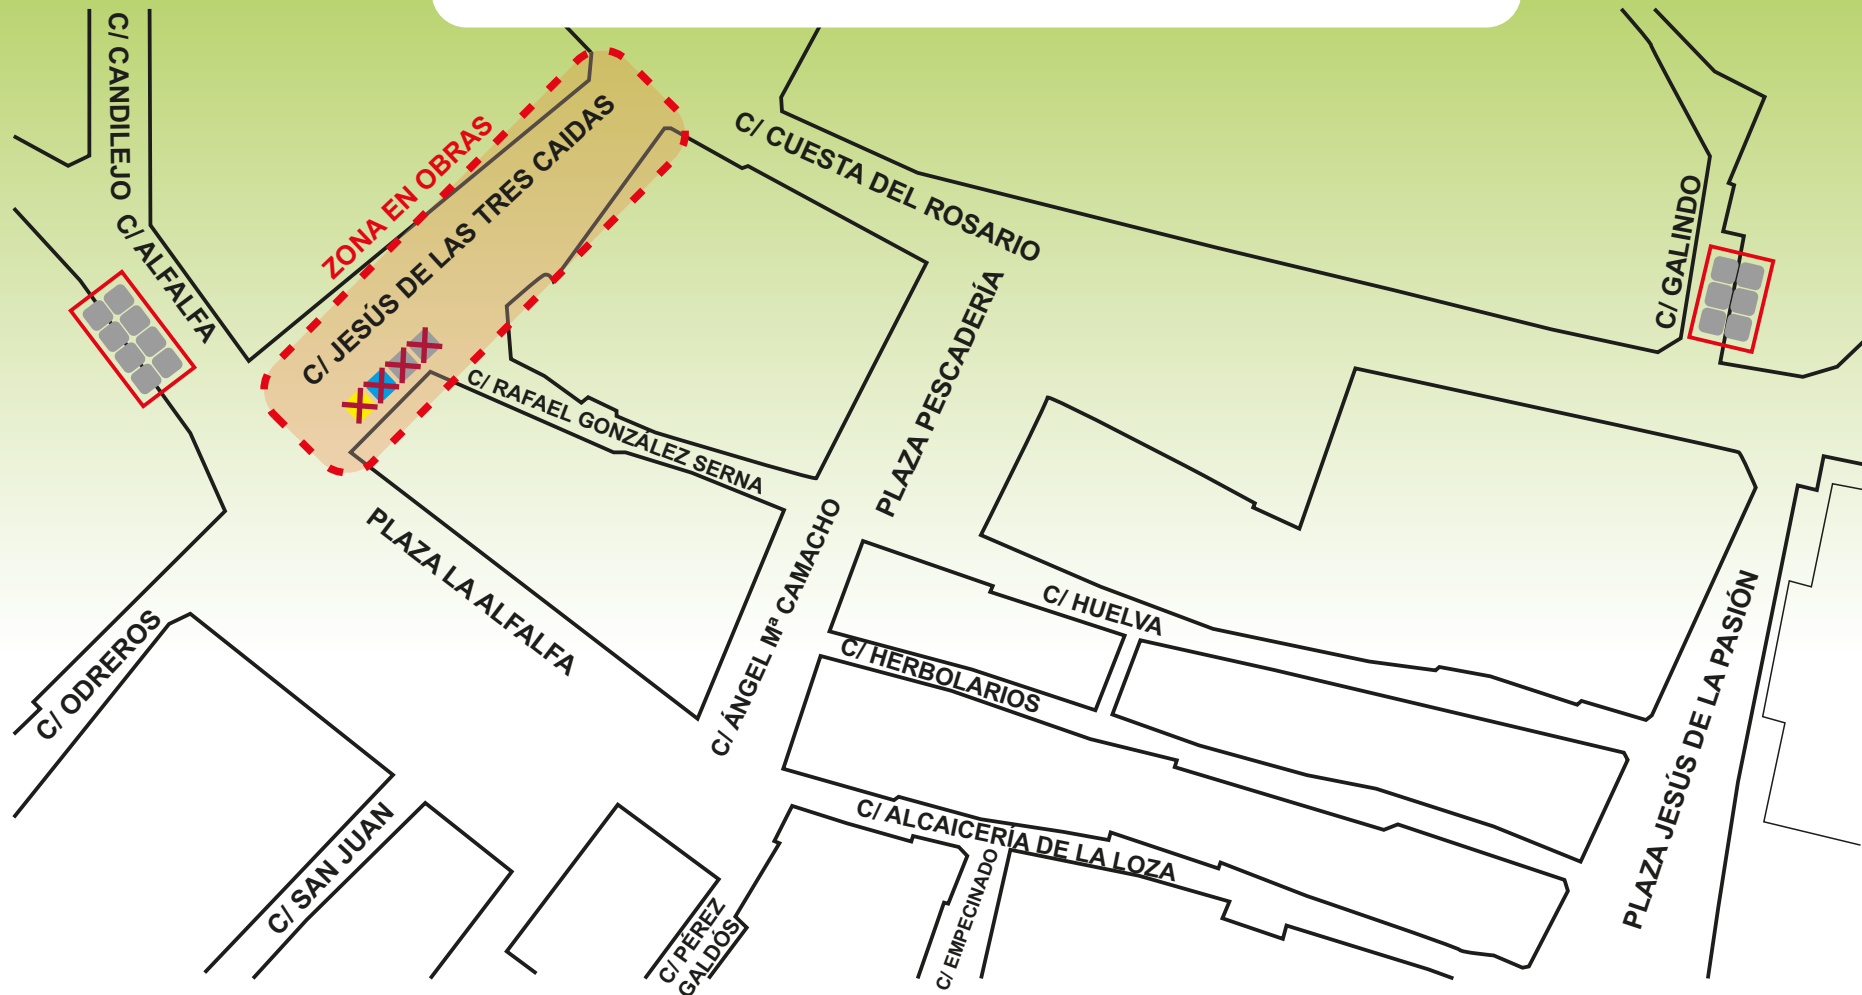 C/ CANDILEJO
C/ ALFALFA
ZONA EN OBRAS
C/ JESÚS DE LAS TRES CAIDAS
C/ CUESTA DEL ROSARIO
C/ GALINDO
PLAZA PESCADERÍA
C/ RAFAEL GONZÁLEZ SERNA
PLAZA LA ALFALFA
C/ ÁNGEL Mª CAMACHO
C/ HUELVA
C/ HERBOLARIOS
PLAZA JESÚS DE LA PASIÓN
C/ ODREROS
C/ SAN JUAN
C/ ALCAICERÍA DE LA LOZA
C/ PÉREZ
GALDÓS
C/ EMPECINADO